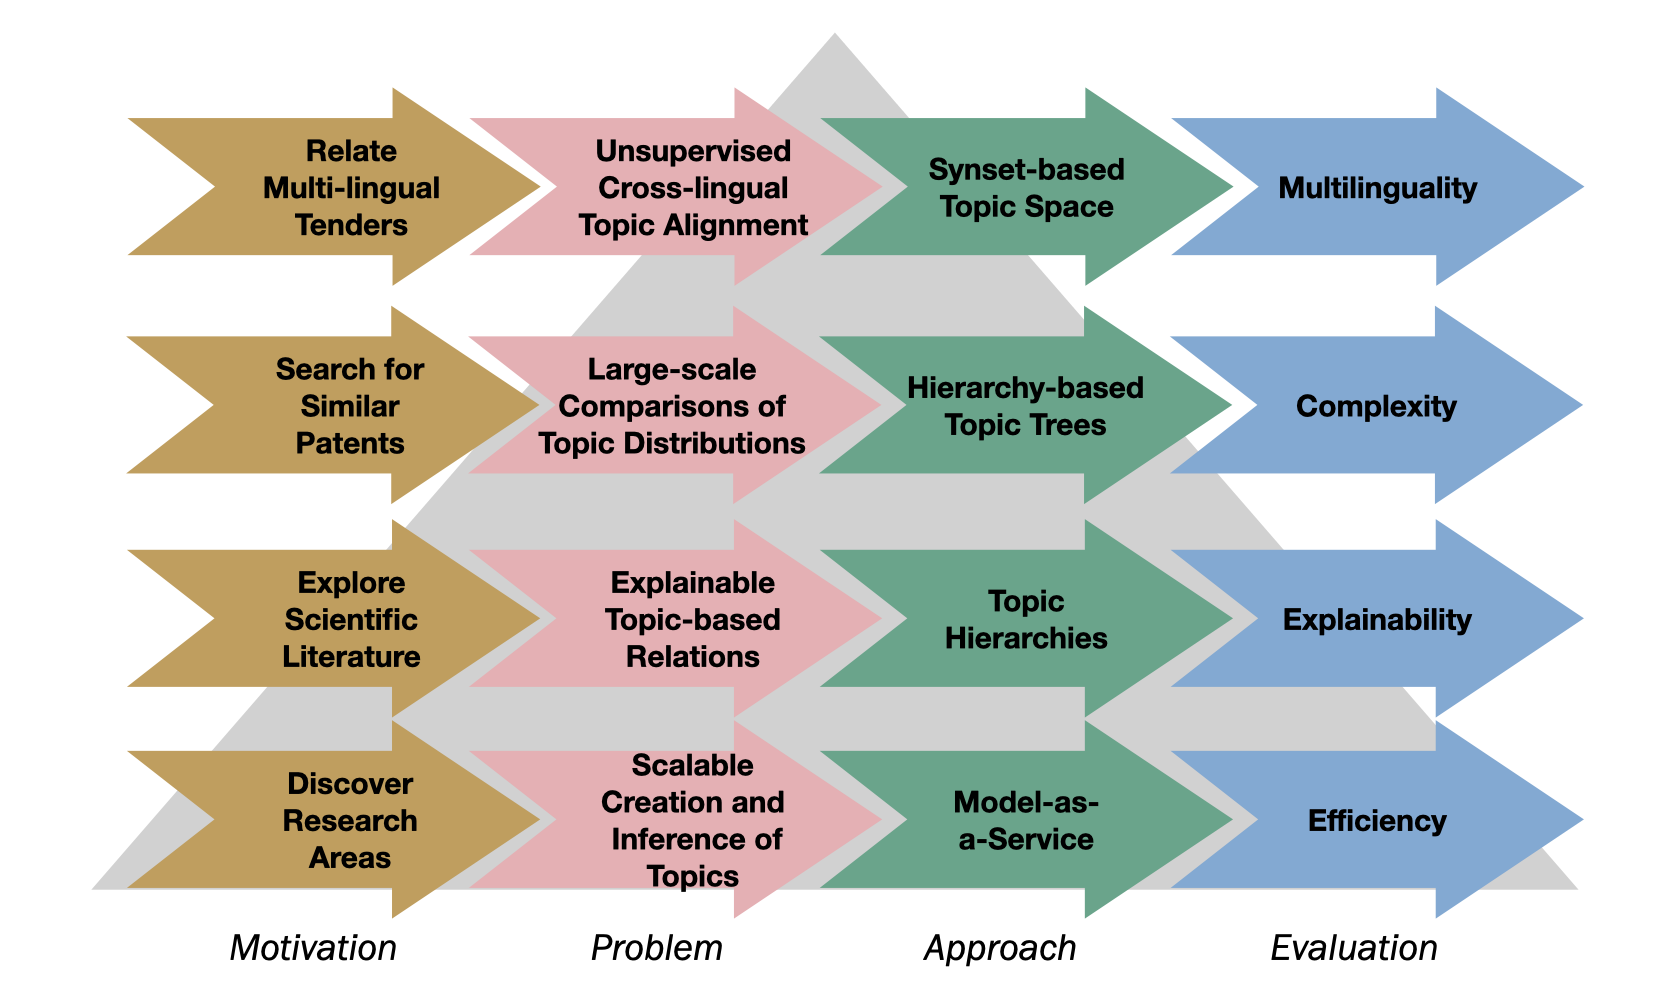 Relate
Multi-lingual
Tenders
Unsupervised
Cross-lingual
Topic Alignment
Synset-based
Topic Space
Multilinguality
Search for
Similar
Patents
Large-scale
Comparisons of
Topic Distributions
Hierarchy-based
Topic Trees
Complexity
Explore
Scientific
Literature
Explainable
Topic-based
Relations
Topic
Hierarchies
Explainability
Discover
Research
Areas
Scalable
Creation and
Inference of
Topics
Model-as-
a-Service
Efficiency
Motivation
Problem
Approach
Evaluation